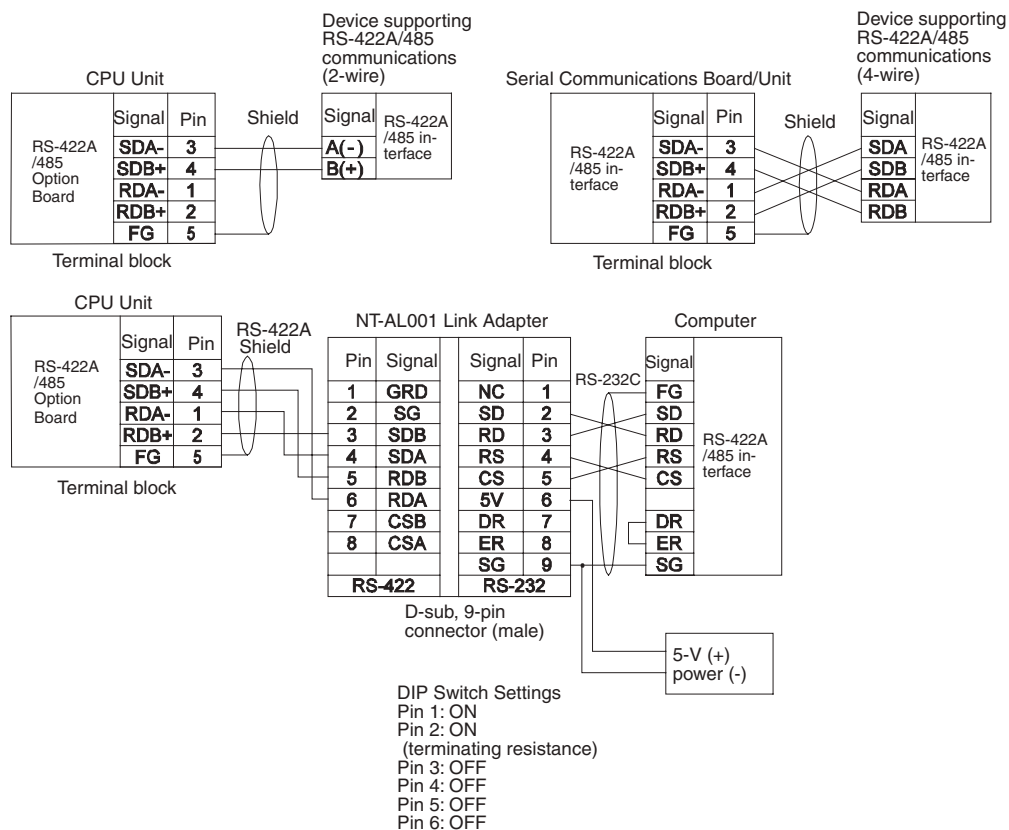 Device supporting
RS-422A/485
communications
(2-wire)
CPU Unit
Signal Pin
Shield
Signal
RS-422A
/485
Option
Board
SDA- 3
SDB+ 4
RDA- 1
RDB+ 2
FG 5
A(-)
B(+)
RS-422A
/485 in-
terface
Terminal block
Device supporting
RS-422A/485
communications
(4-wire)
Serial Communications Board/Unit
Signal Pin
Shield
Signal
RS-422A
/485 in-
terface
SDA- 3
SDB+ 4
RDA- 1
RDB+ 2
FG 5
SDA
SDB
RDA
RDB
RS-422A
/485 in-
terface
Terminal block
CPU Unit
RS-422A
/485
Option
Board
Signal Pin
SDA- 3
SDB+ 4
RDA- 1
RDB+ 2
FG 5
Terminal block
RS-422A
Shield
NT-AL001 Link Adapter
Pin Signal Signal Pin
1 GRD NC 1
2 SG SD 2
3 SDB RD 3
4 SDA RS 4
5 RDB CS 5
6 RDA 5V 6
7 CSB DR 7
8 CSA ER 8
SG 9
RS-422 RS-232
D-sub, 9-pin
connector (male)
RS-232C
Computer
Signal
FG
SD
RD
RS
CS
DR
ER
SG
RS-422A
/485 in-
terface
5-V (+)
power (-)
DIP Switch Settings
Pin 1: ON
Pin 2: ON
(terminating resistance)
Pin 3: OFF
Pin 4: OFF
Pin 5: OFF
Pin 6: OFF